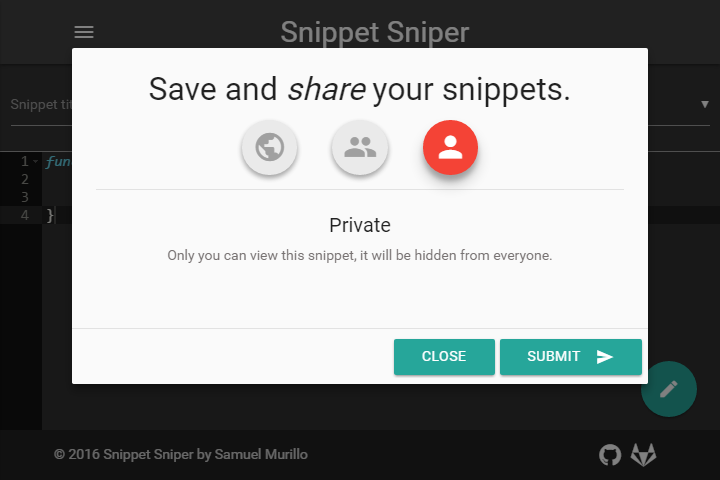 Snippet Sniper
Save and share your snippets.
Snippet tit
1 func
2
3
4 }
Private
Only you can view this snippet, it will be hidden from everyone.
CLOSE SUBMIT
© 2016 Snippet Sniper by Samuel Murillo